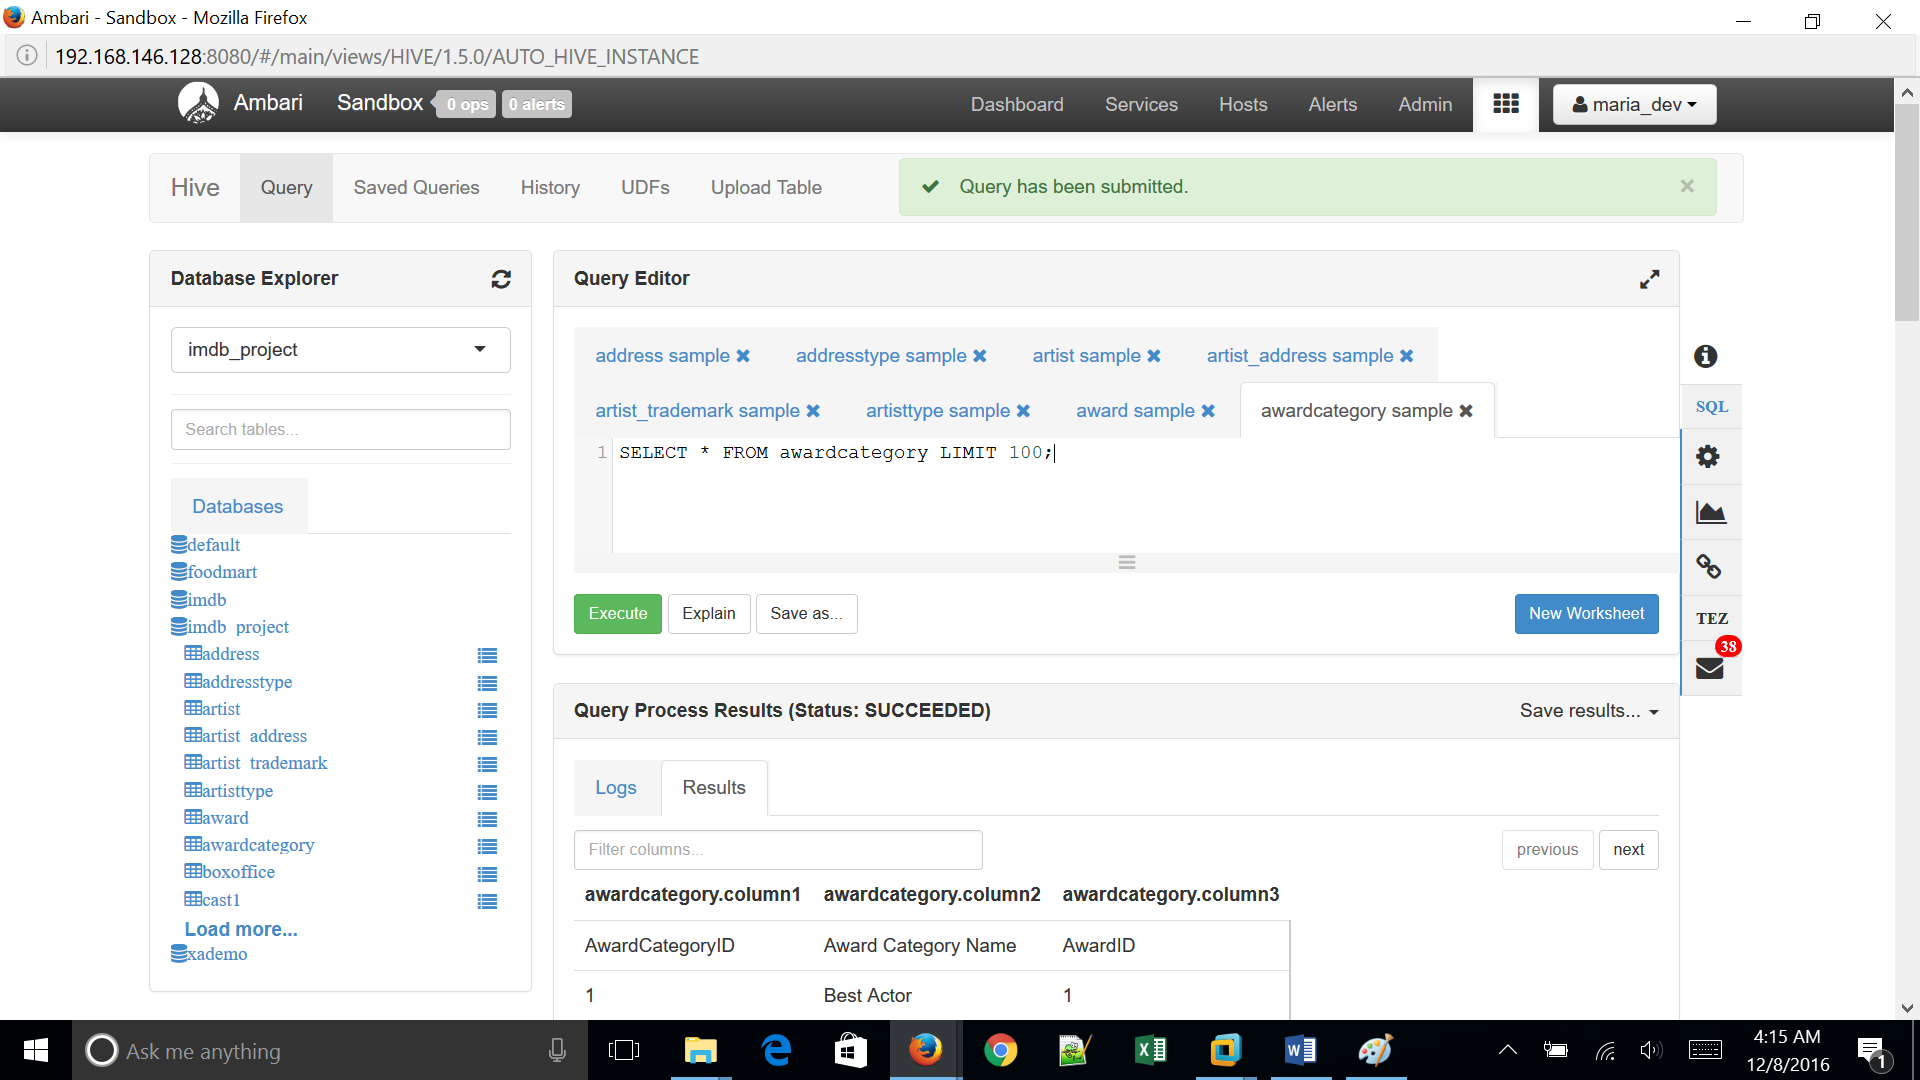 Ambari - Sandbox - Mozilla Firefox
192.168.146.128:8080/#/main/views/HIVE/1.5.0/AUTO_HIVE_INSTANCE
Ambari Sandbox 0 ops 0 alerts Dashboard Services Hosts Alerts Admin maria_dev
Hive Query Saved Queries History UDFs Upload Table Query has been submitted.
Database Explorer
imdb_project
Search tables...
Databases
default
foodmart
imdb
imdb_project
address
addresstype
artist
artist_address
artist_trademark
artisttype
award
awardcategory
boxoffice
cast1
Load more...
xademo
Query Editor
address sample addresstype sample artist sample artist_address sample
artist_trademark sample artisttype sample award sample awardcategory sample
1 SELECT * FROM awardcategory LIMIT 100;
Execute Explain Save as... New Worksheet
SQL
TEZ
38
Query Process Results (Status: SUCCEEDED) Save results...
Logs Results
Filter columns... previous next
awardcategory.column1 awardcategory.column2 awardcategory.column3
AwardCategoryID Award Category Name AwardID
1 Best Actor 1
Ask me anything
4:15 AM
12/8/2016
1